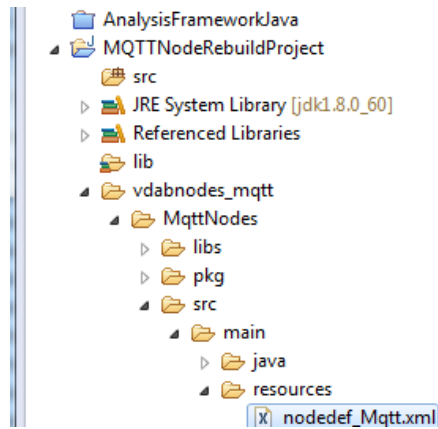 AnalysisFrameworkJava
MQTTNodeRebuildProject
src
JRE System Library [jdk1.8.0_60]
Referenced Libraries
lib
vdabnodes_mqtt
MqttNodes
libs
pkg
src
main
java
resources
nodedef_Mqtt.xml